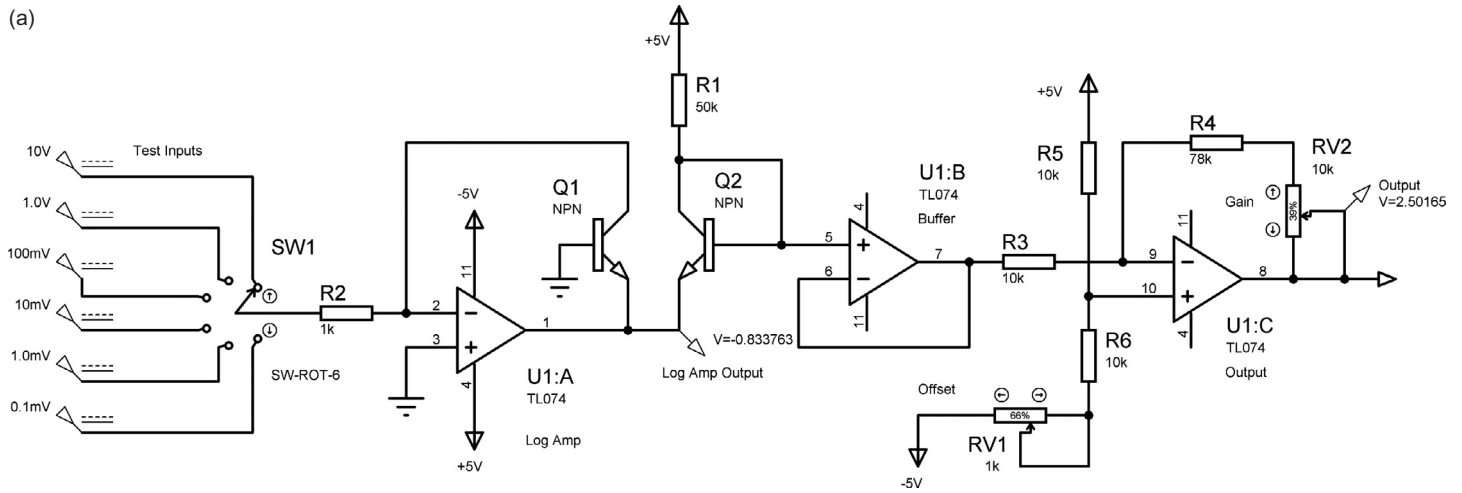 (a)
10V
Test Inputs
1.0V
100mV
SW1
10mV
1.0mV
SW-ROT-6
0.1mV
R2
1k
-5V
11
2
3
1
4
U1:A
TL074
Log Amp
+5V
Q1
NPN
+5V
R1
50k
Q2
NPN
V=-0.833763
Log Amp Output
U1:B
TL074
Buffer
4
5
6
7
11
R3
10k
+5V
R5
10k
R4
78k
RV2
10k
Gain
39%
Output
V=2.50165
11
9
10
8
4
U1:C
TL074
Output
R6
10k
Offset
66%
RV1
1k
-5V